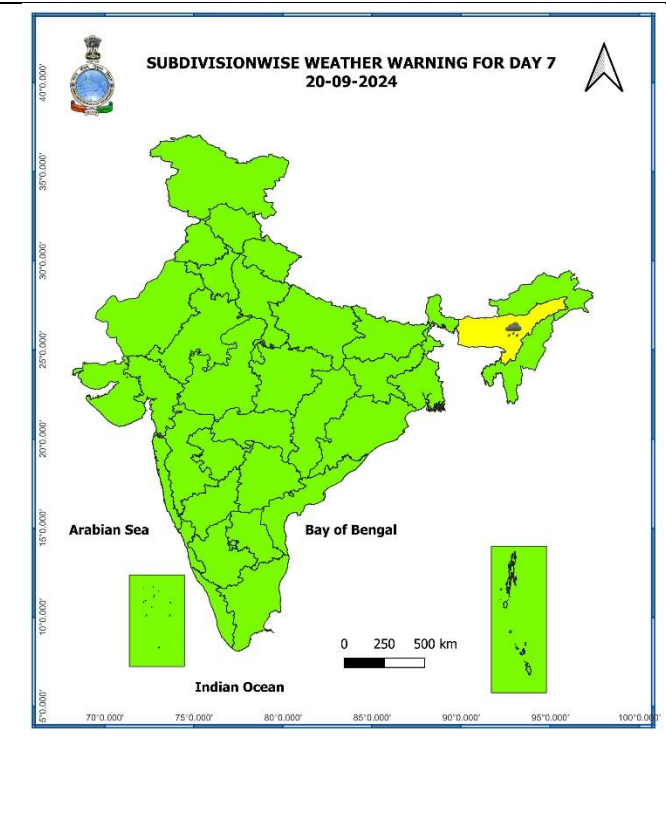 SUBDIVISIONWISE WEATHER WARNING FOR DAY 7
20-09-2024
40°0.000'
35°0.000'
30°0.000'
25°0.000'
20°0.000'
15°0.000'
10°0.000'
5°0.000'
Arabian Sea
Bay of Bengal
0 250 500 km
Indian Ocean
70°0.000' 75°0.000' 80°0.000' 85°0.000' 90°0.000' 95°0.000' 100°0.000'